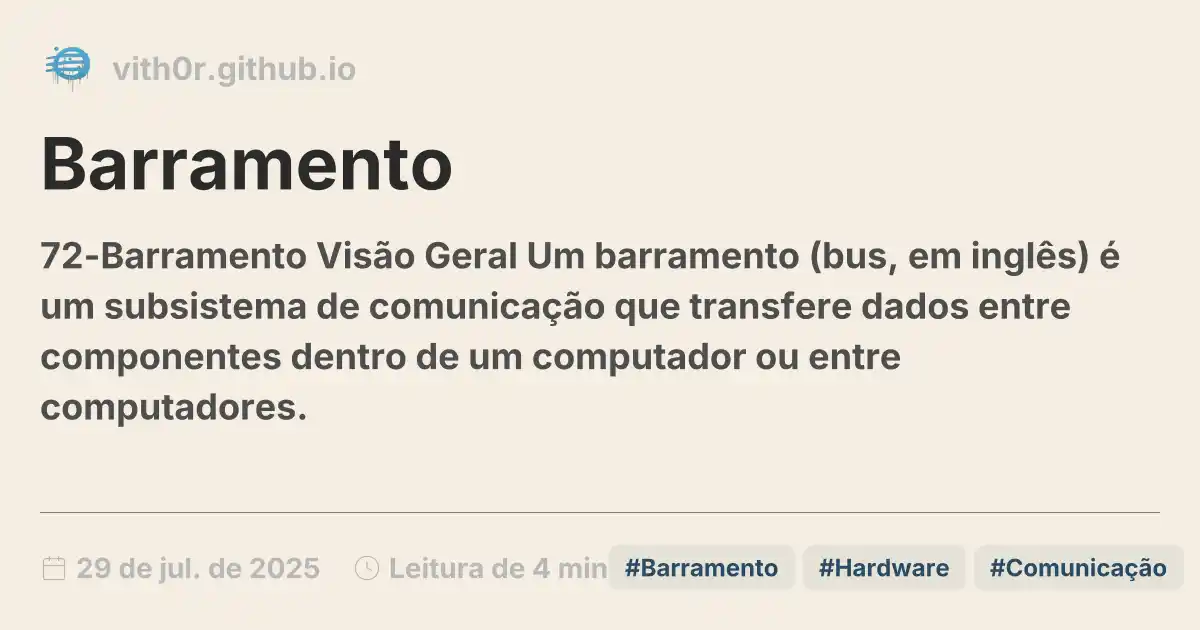 vith0r.github.io
Barramento
72-Barramento Visão Geral Um barramento (bus, em inglês) é
um subsistema de comunicação que transfere dados entre
componentes dentro de um computador ou entre
computadores.
29 de jul. de 2025 Leitura de 4 min #Barramento #Hardware #Comunicação